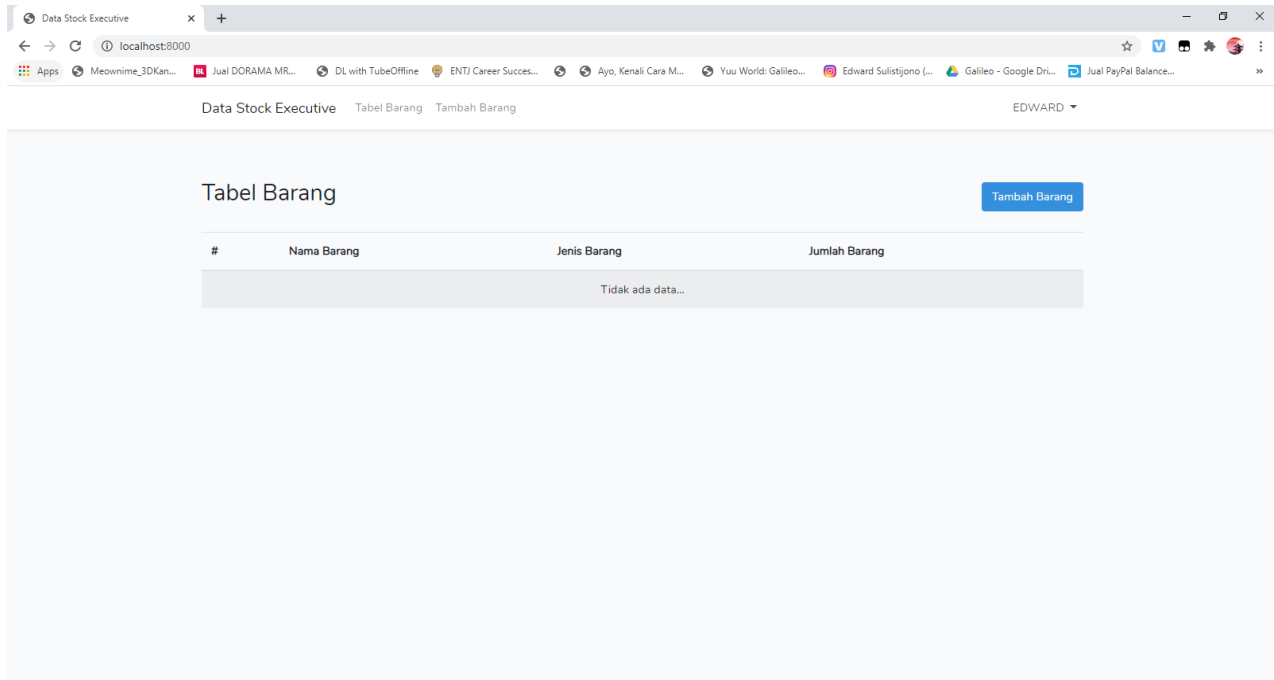 Data Stock Executive
localhost:8000
Apps Meownime_3DKan... BL Jual DORAMA MR... DL with TubeOffline ENTJ Career Succes... Ayo, Kenali Cara M... Yuu World: Galileo... Edward Sulistijono (... Galileo - Google Dri... Jual PayPal Balance... »
Data Stock Executive Tabel Barang Tambah Barang EDWARD
Tabel Barang Tambah Barang
# Nama Barang Jenis Barang Jumlah Barang
Tidak ada data...